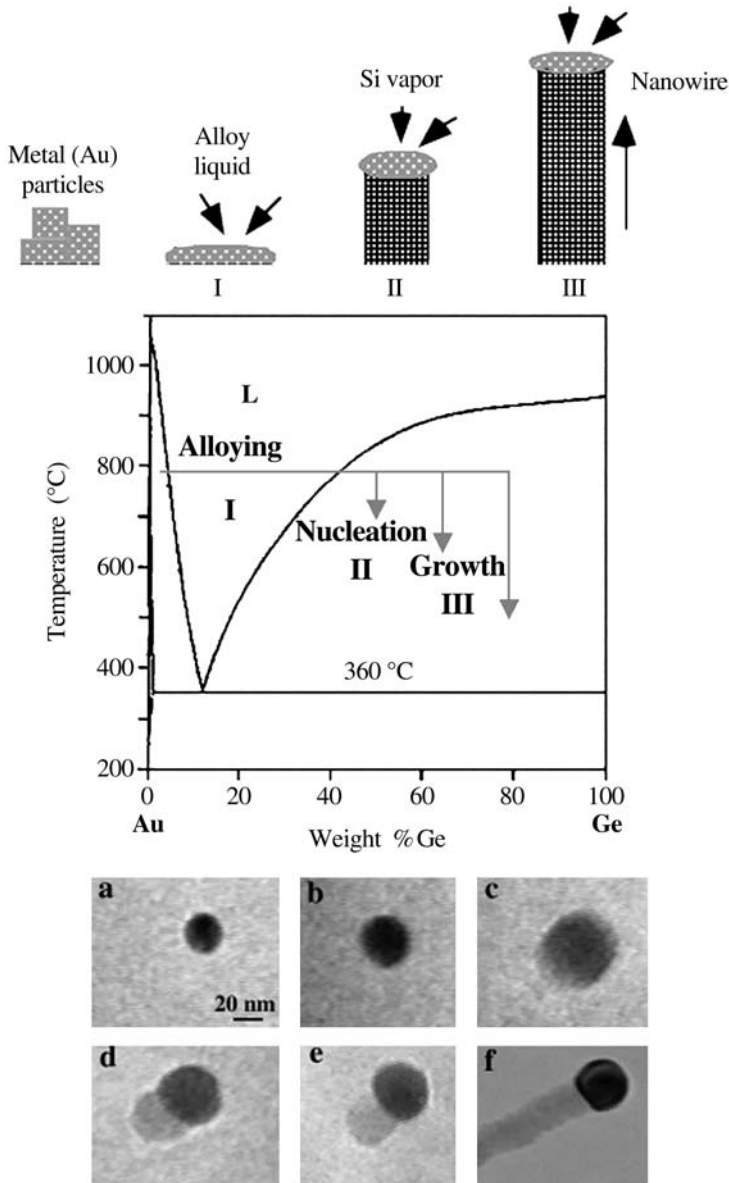 Metal (Au)
particles
Alloy
liquid
Si vapor
Nanowire
I
II
III
1000
800
600
400
200
Temperature (°C)
L
Alloying
I
Nucleation
II
Growth
III
360 °C
0
20
40
60
80
100
Au
Weight % Ge
Ge
a
20 nm
b
c
d
e
f